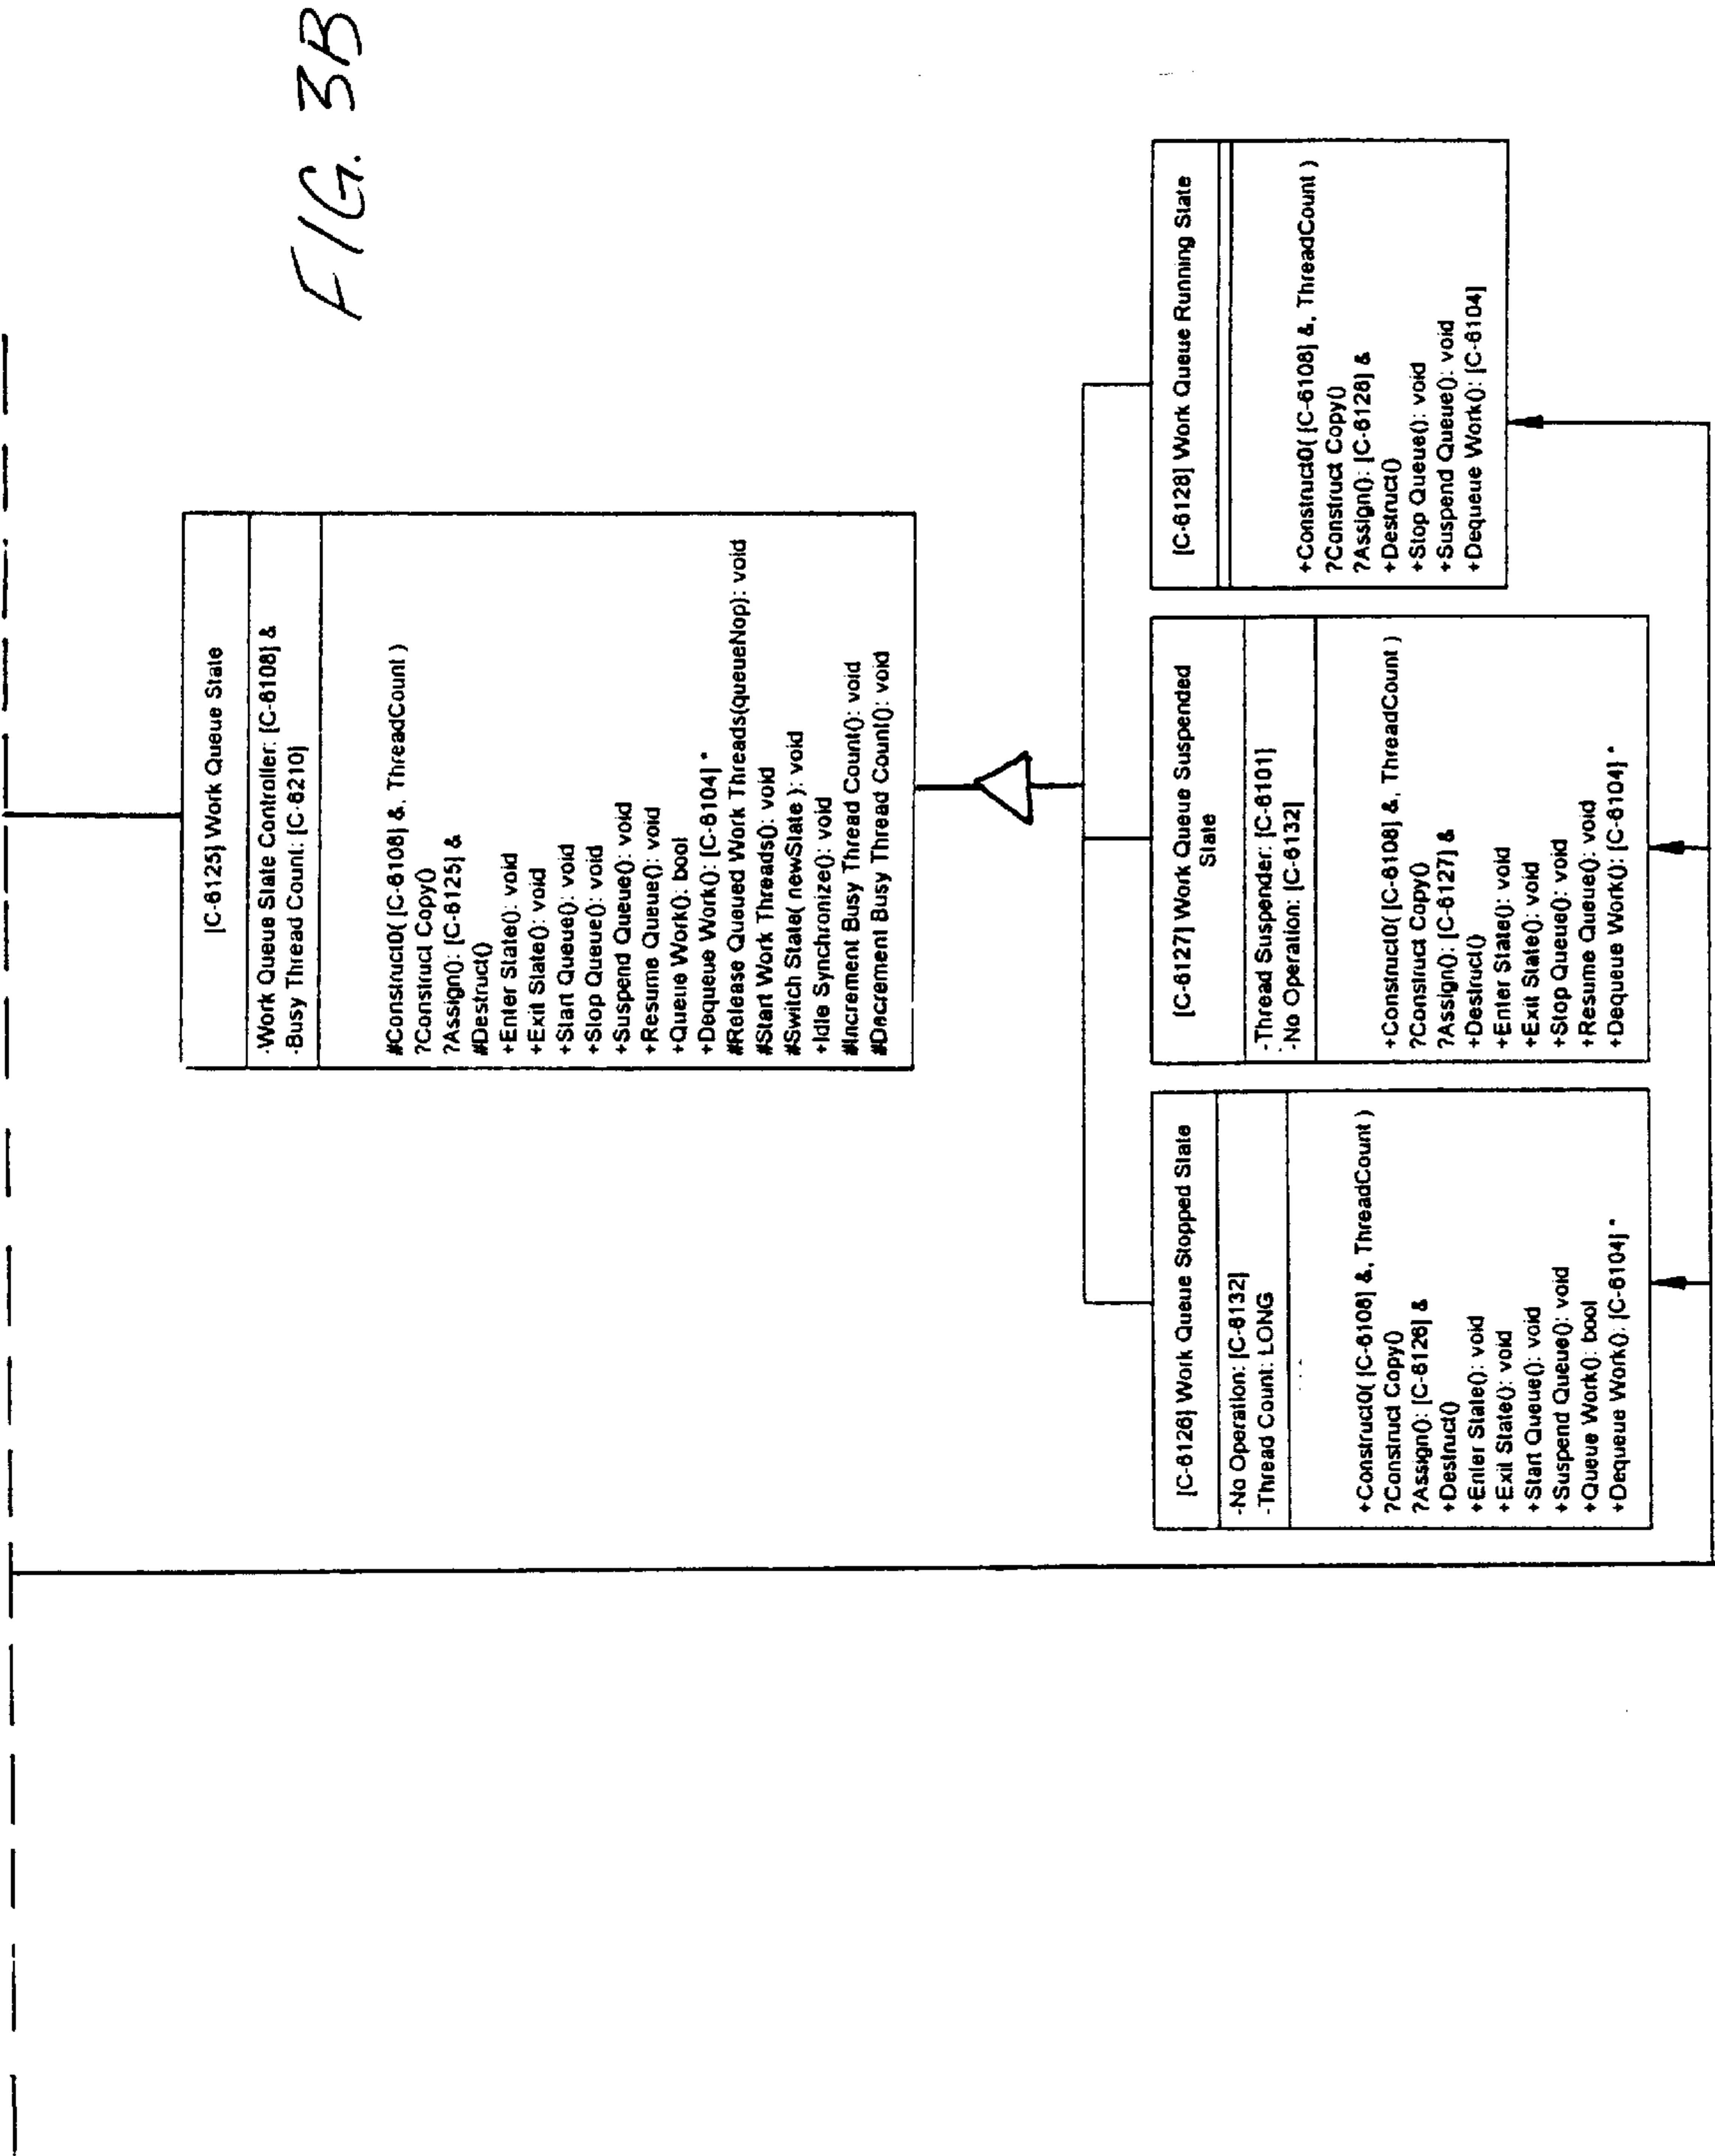 FIG. 3B
[C-6125] Work Queue State
-Work Queue State Controller: [C-6108] &
-Busy Thread Count: [C-6210]
#Construct0( [C-6108] &, ThreadCount )
?Construct Copy()
?Assign(): [C-6125] &
#Destruct()
+Enter State(): void
+Exit State(): void
+Start Queue(): void
+Stop Queue(): void
+Suspend Queue(): void
+Resume Queue(): void
+Queue Work(): bool
+Dequeue Work(): [C-6104] *
#Release Queued Work Threads(queueNop): void
#Start Work Threads(): void
#Switch State( newState ): void
+Idle Synchronize(): void
#Increment Busy Thread Count(): void
#Decrement Busy Thread Count(): void
[C-6126] Work Queue Stopped State
-No Operation: [C-6132]
-Thread Count: LONG
+Construct0( [C-6108] &, ThreadCount )
?Construct Copy()
?Assign(): [C-6126] &
+Destruct()
+Enter State(): void
+Exit State(): void
+Start Queue(): void
+Suspend Queue(): void
+Queue Work(): bool
+Dequeue Work(): [C-6104] *
[C-6127] Work Queue Suspended
State
-Thread Suspender: [C-6101]
-No Operation: [C-6132]
+Construct0( [C-6108] &, ThreadCount )
?Construct Copy()
?Assign(): [C-6127] &
+Destruct()
+Enter State(): void
+Exit State(): void
+Stop Queue(): void
+Resume Queue(): void
+Dequeue Work(): [C-6104] *
[C-6128] Work Queue Running State
+Construct0( [C-6108] &, ThreadCount )
?Construct Copy()
?Assign(): [C-6128] &
+Destruct()
+Stop Queue(): void
+Suspend Queue(): void
+Dequeue Work(): [C-6104]